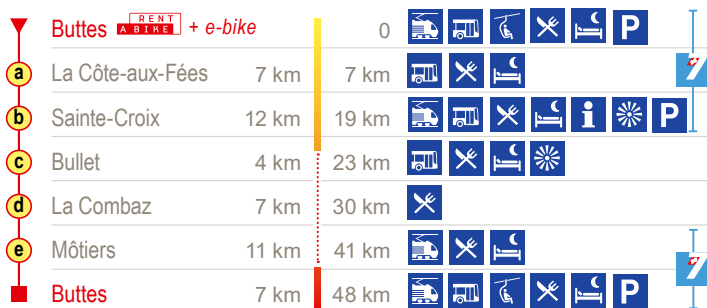 Buttes RENT A BIKE + e-bike 0 P
a La Côte-aux-Fées 7 km 7 km 7
b Sainte-Croix 12 km 19 km i P
c Bullet 4 km 23 km
d La Combaz 7 km 30 km
e Môtiers 11 km 41 km 7
Buttes 7 km 48 km P